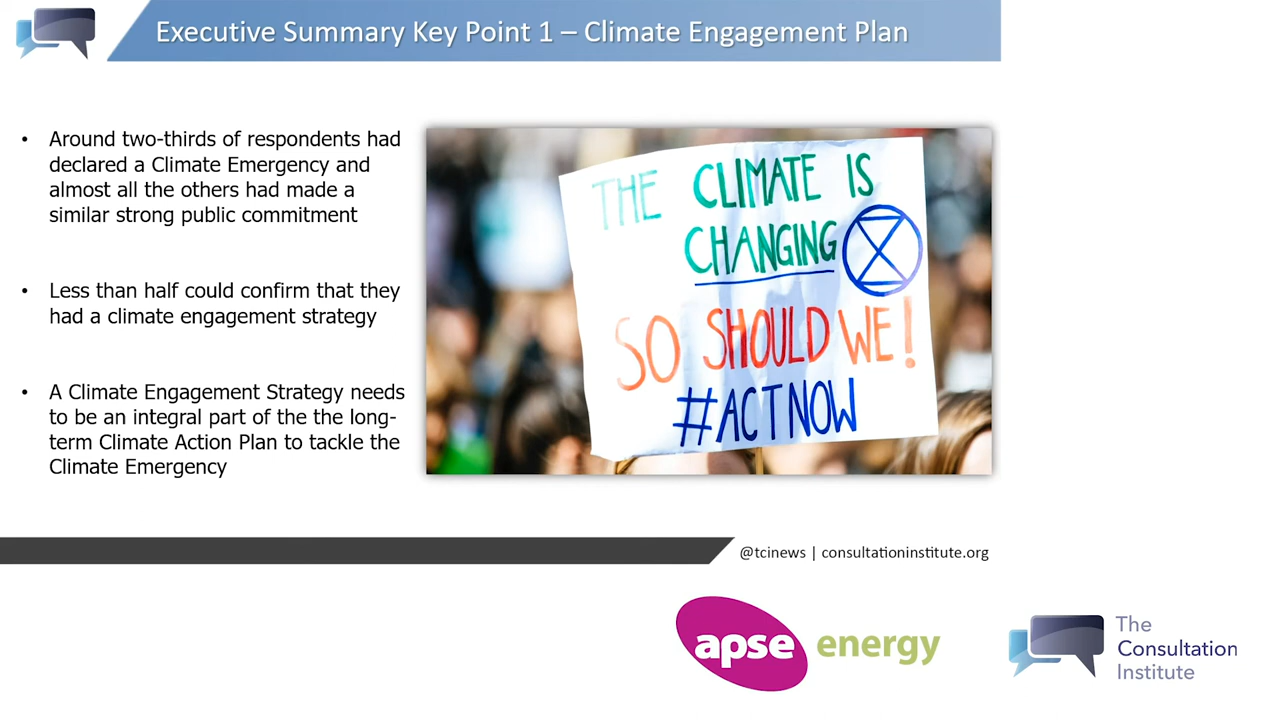 Executive Summary Key Point 1 – Climate Engagement Plan
• Around two-thirds of respondents had
declared a Climate Emergency and
almost all the others had made a
similar strong public commitment
• Less than half could confirm that they
had a climate engagement strategy
• A Climate Engagement Strategy needs
to be an integral part of the the long-
term Climate Action Plan to tackle the
Climate Emergency
THE CLIMATE IS
CHANGING
SO SHOULD WE!
#ACTNOW
@tcinews | consultationinstitute.org
apse energy
The
Consultation
Institute